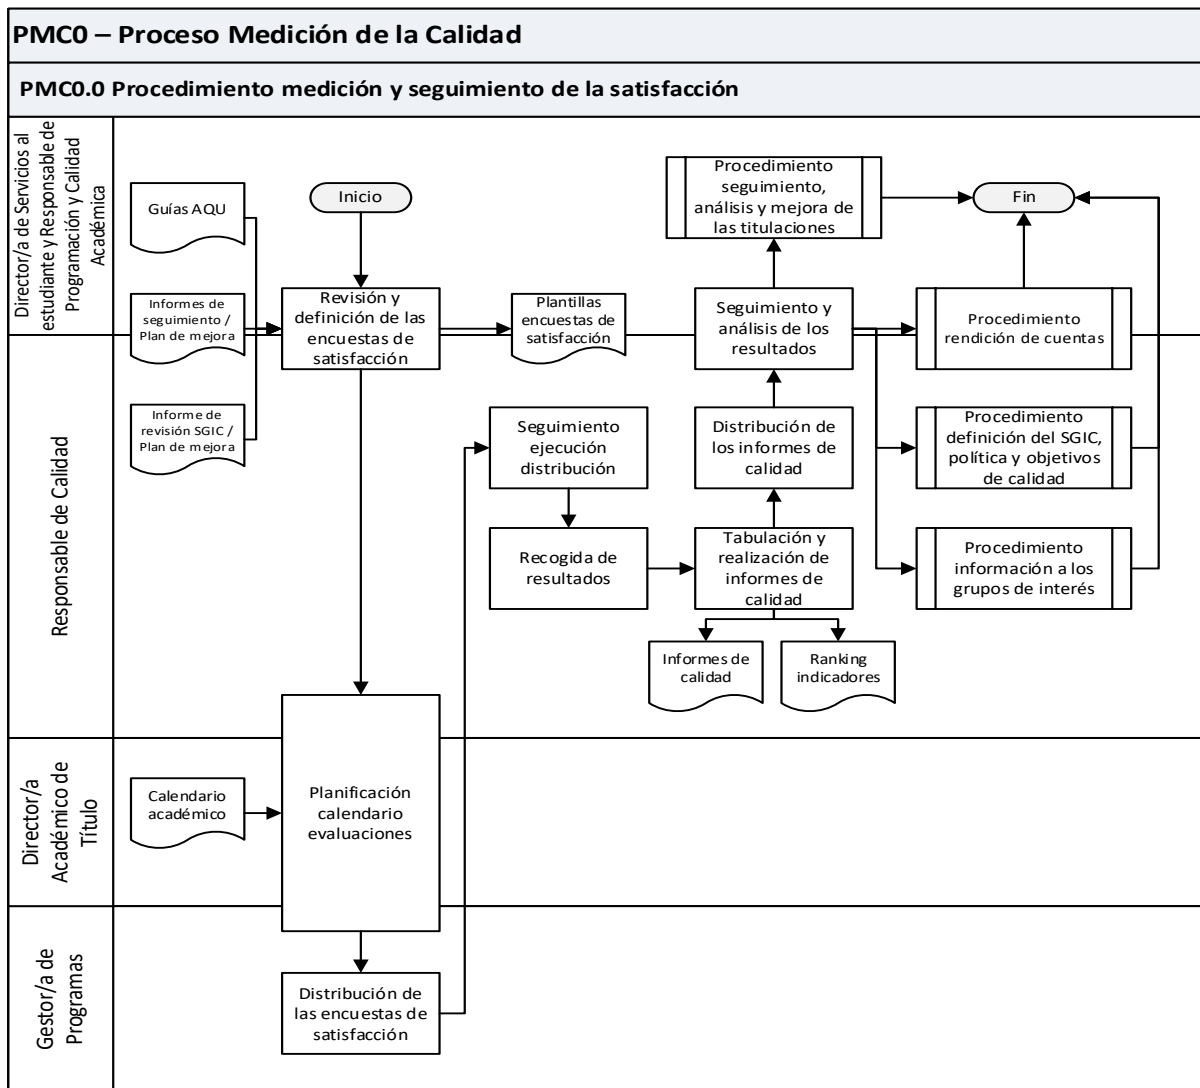 PMC0 – Proceso Medición de la Calidad
PMC0.0 Procedimiento medición y seguimiento de la satisfacción
Director/a de Servicios al
estudiante y Responsable de
Programación y Calidad
Académica
Guías AQU
Inicio
Procedimiento
seguimiento,
análisis y mejora de
las titulaciones
Fin
Informes de
seguimiento /
Plan de mejora
Revisión y
definición de las
encuestas de
satisfacción
Plantillas
encuestas de
satisfacción
Seguimiento y
análisis de los
resultados
Procedimiento
rendición de cuentas
Responsable de Calidad
Informe de
revisión SGIC /
Plan de mejora
Seguimiento
ejecución
distribución
Distribución de
los informes de
calidad
Procedimiento
definición del SGIC,
política y objetivos
de calidad
Recogida de
resultados
Tabulación y
realización de
informes de
calidad
Procedimiento
información a los
grupos de interés
Informes de
calidad
Ranking
indicadores
Director/a
Académico de
Título
Calendario
académico
Planificación
calendario
evaluaciones
Gestor/a de
Programas
Distribución de
las encuestas de
satisfacción